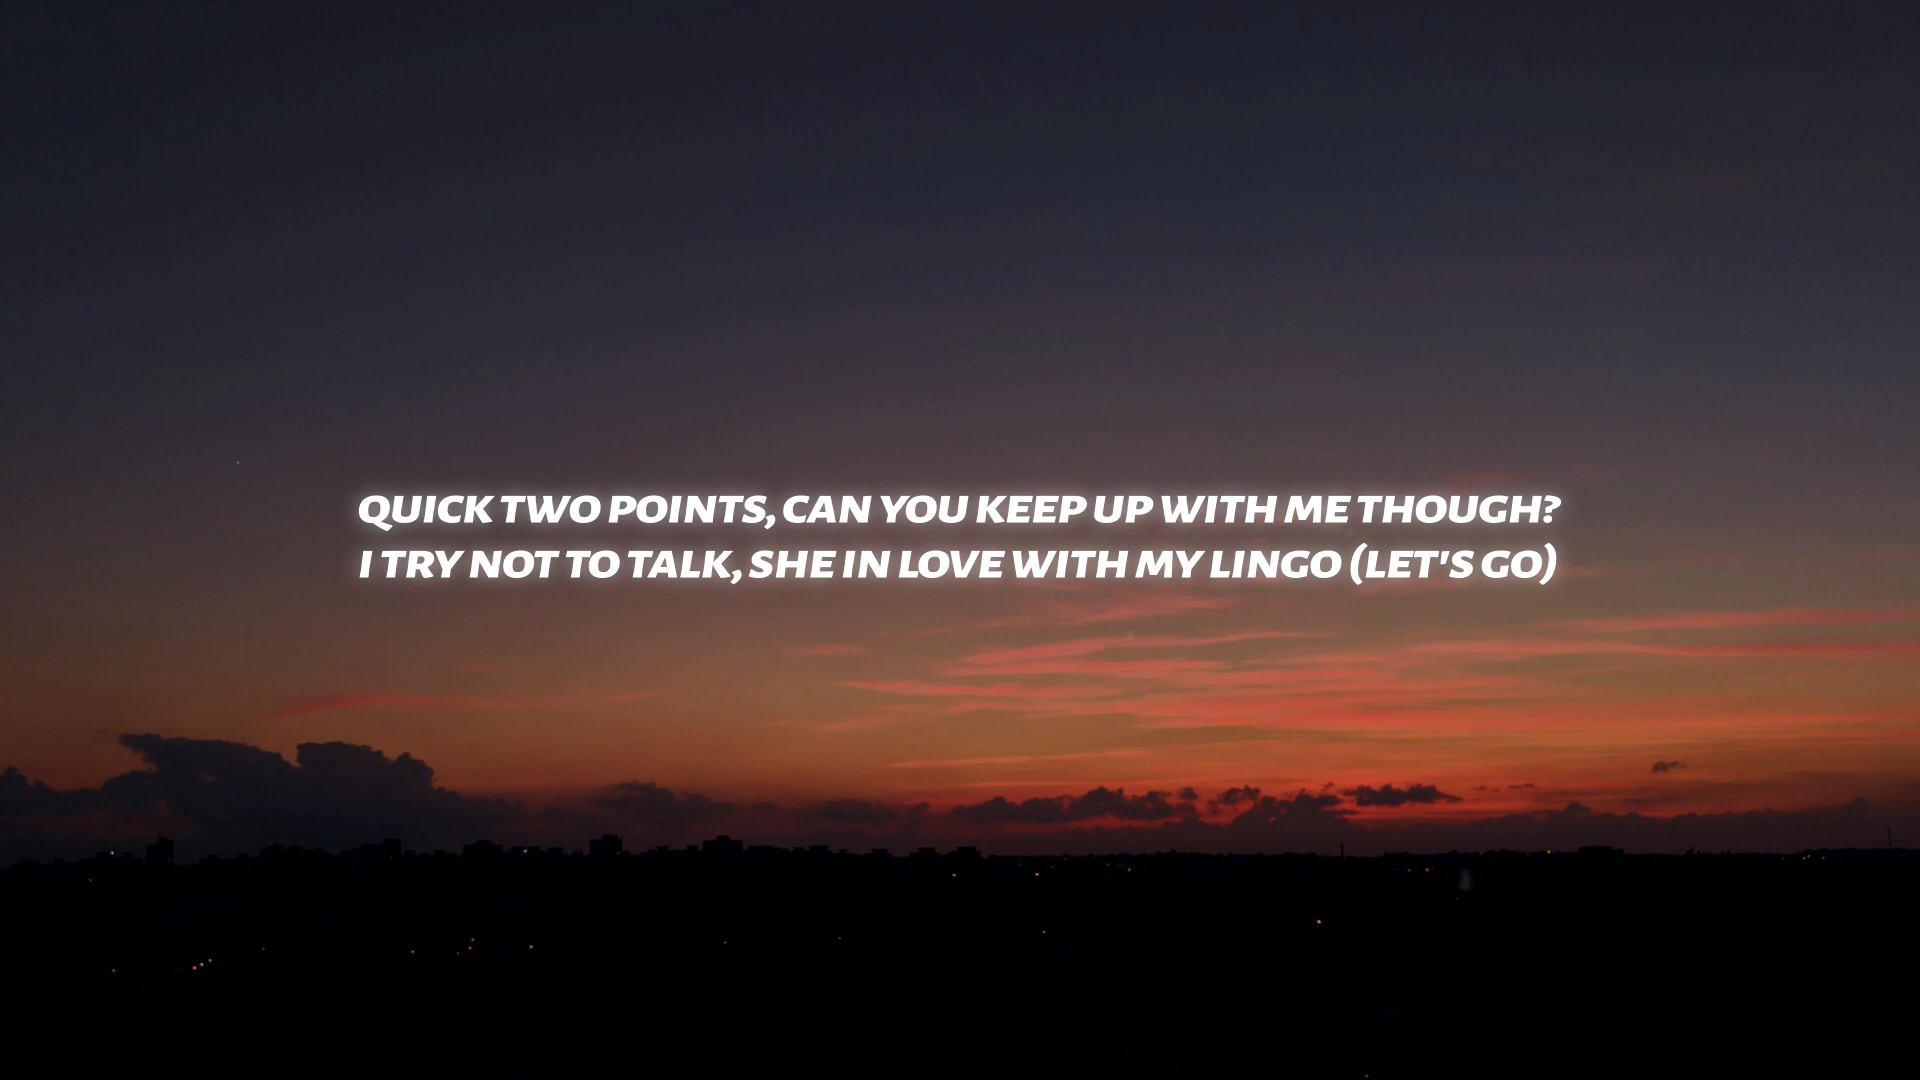 QUICK TWO POINTS, CAN YOU KEEP UP WITH ME THOUGH?
I TRY NOT TO TALK, SHE IN LOVE WITH MY LINGO (LET'S GO)